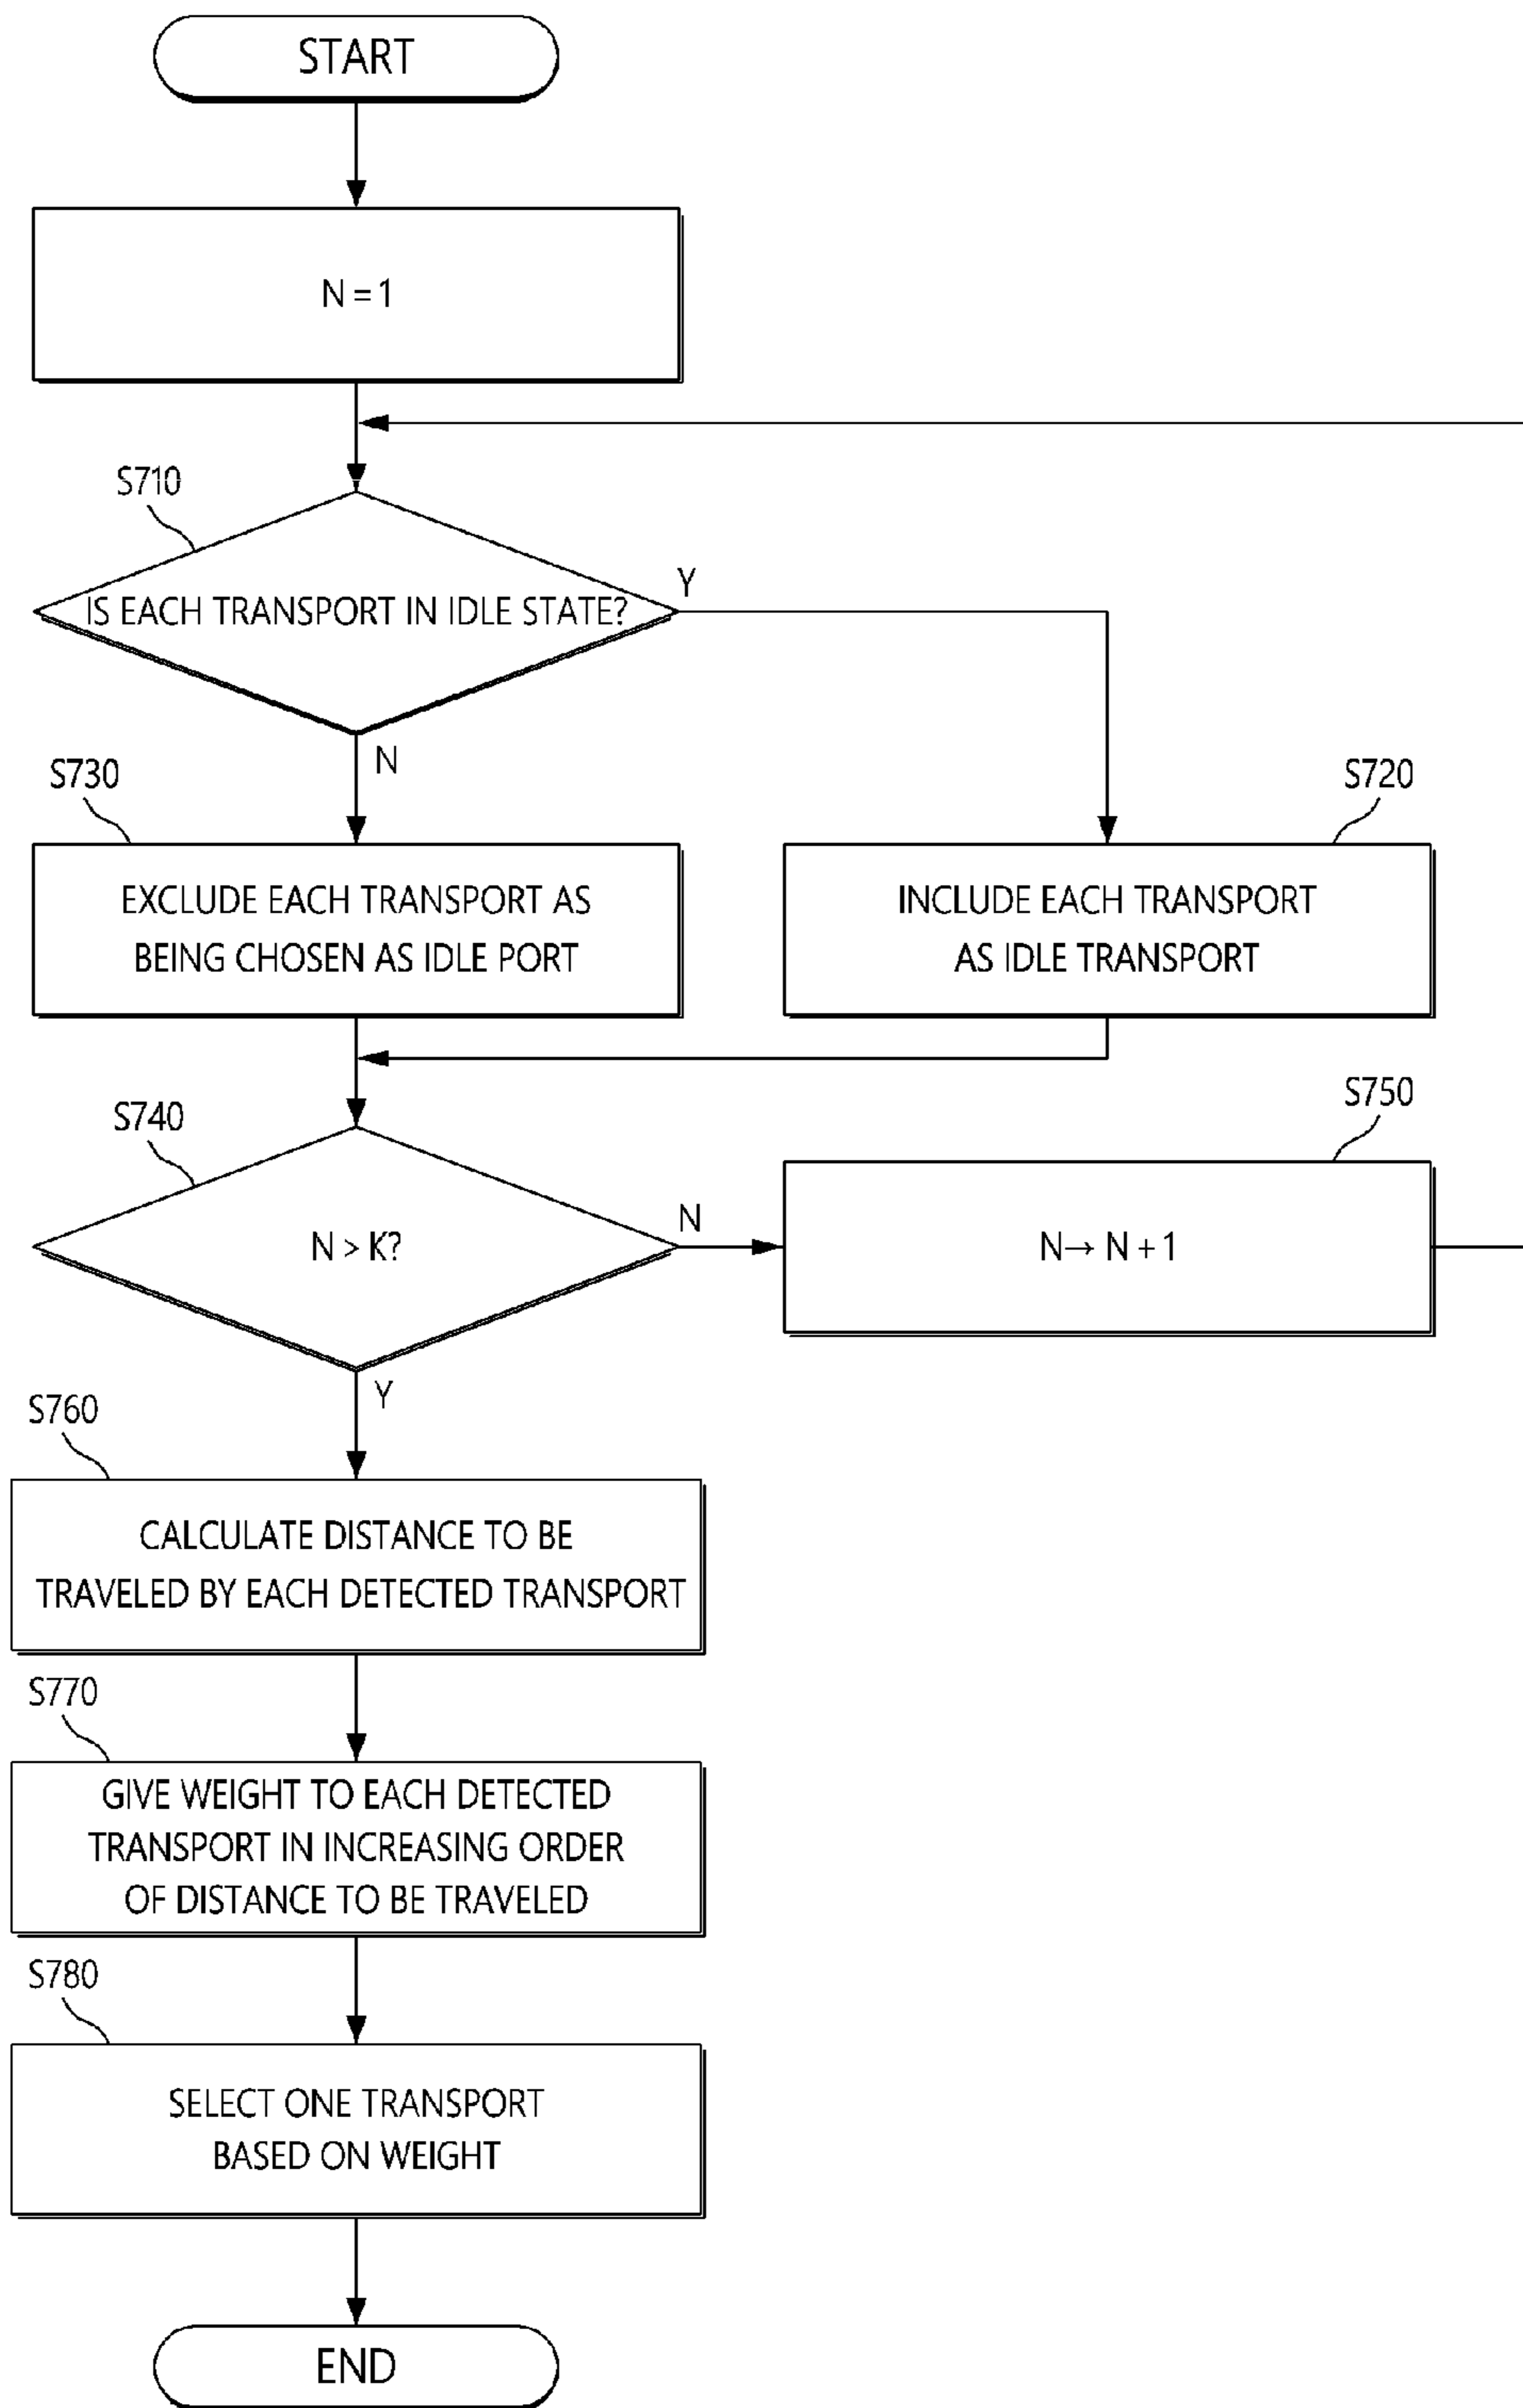 START
N = 1
S710
IS EACH TRANSPORT IN IDLE STATE?
Y
N
S730
EXCLUDE EACH TRANSPORT AS
BEING CHOSEN AS IDLE PORT
S720
INCLUDE EACH TRANSPORT
AS IDLE TRANSPORT
S740
N > K?
N
S750
N→ N + 1
Y
S760
CALCULATE DISTANCE TO BE
TRAVELED BY EACH DETECTED TRANSPORT
S770
GIVE WEIGHT TO EACH DETECTED
TRANSPORT IN INCREASING ORDER
OF DISTANCE TO BE TRAVELED
S780
SELECT ONE TRANSPORT
BASED ON WEIGHT
END